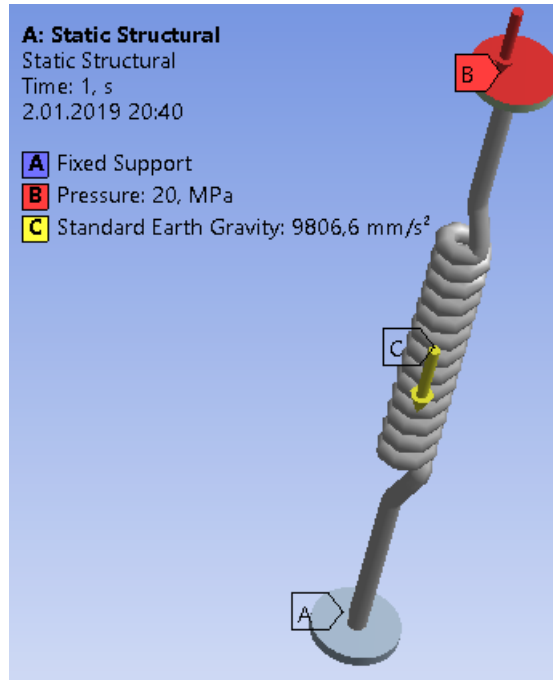 A: Static Structural
Static Structural
Time: 1, s
2.01.2019 20:40
A Fixed Support
B Pressure: 20, MPa
C Standard Earth Gravity: 9806,6 mm/s²
B
C
A